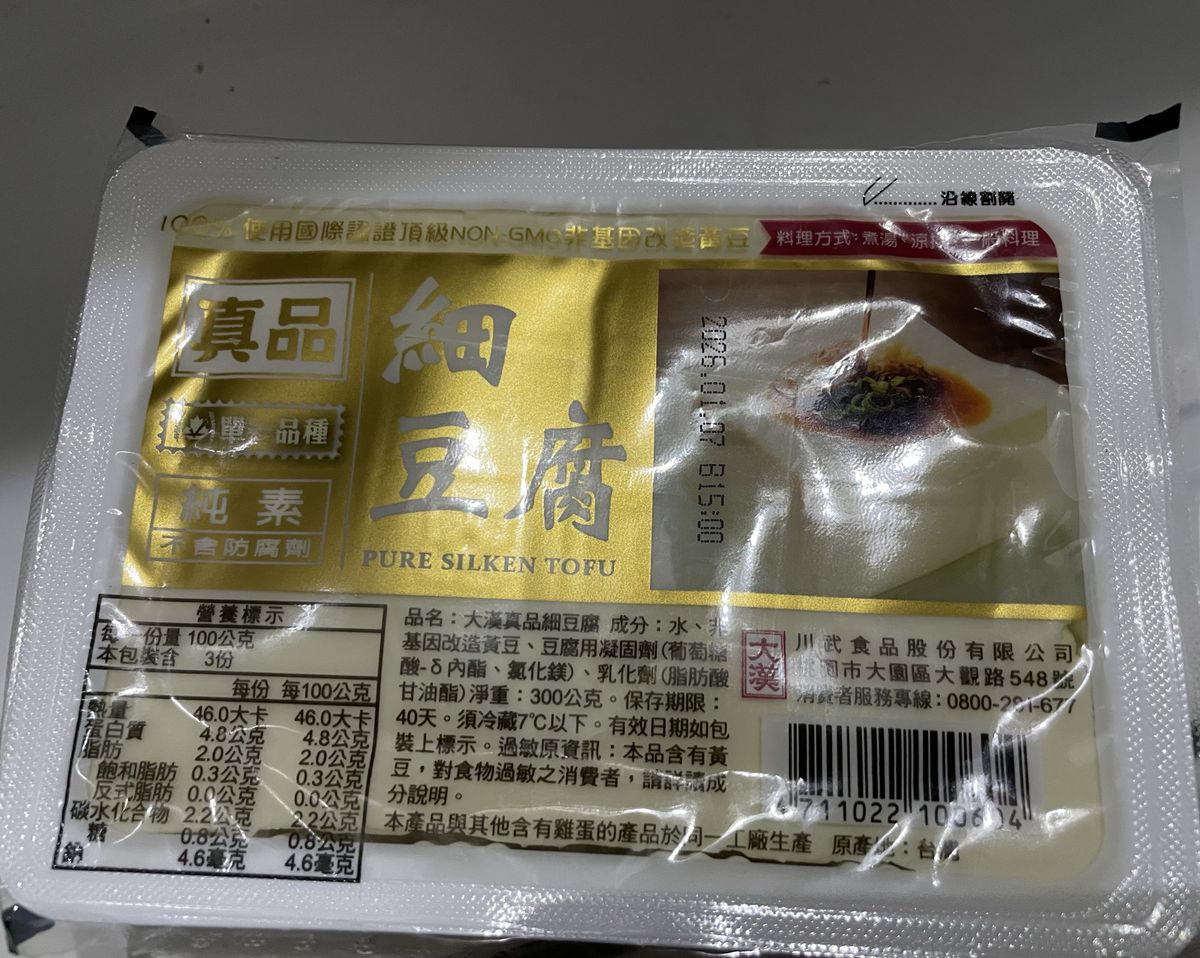 沿線割開
100% 使用國際認證頂級NON-GMO非基因改造黃豆
料理方式:煮湯、涼拌、一般料理
真品
細
豆腐
單一品種
純素
不含防腐劑
PURE SILKEN TOFU
2026.01.07 B15:00
營養標示
每一份量 100公克
本包裝含 3份
每份 每100公克
熱量 46.0大卡 46.0大卡
蛋白質 4.8公克 4.8公克
脂肪 2.0公克 2.0公克
飽和脂肪 0.3公克 0.3公克
反式脂肪 0.0公克 0.0公克
碳水化合物 2.2公克 2.2公克
糖 0.8公克 0.8公克
鈉 4.6毫克 4.6毫克
品名：大漢真品細豆腐 成分：水、非
基因改造黃豆、豆腐用凝固劑(葡萄糖
酸-δ內酯、氯化鎂)、乳化劑(脂肪酸
甘油酯)淨重：300公克。保存期限：
40天。須冷藏7℃以下。有效日期如包
裝上標示。過敏原資訊：本品含有黃
豆，對食物過敏之消費者，請詳讀成
分說明。
本產品與其他含有雞蛋的產品於同一工廠生產 原產地：台灣
大漢
川武食品股份有限公司
桃園市大園區大觀路548號
消費者服務專線：0800-291-677
4 711022 100604